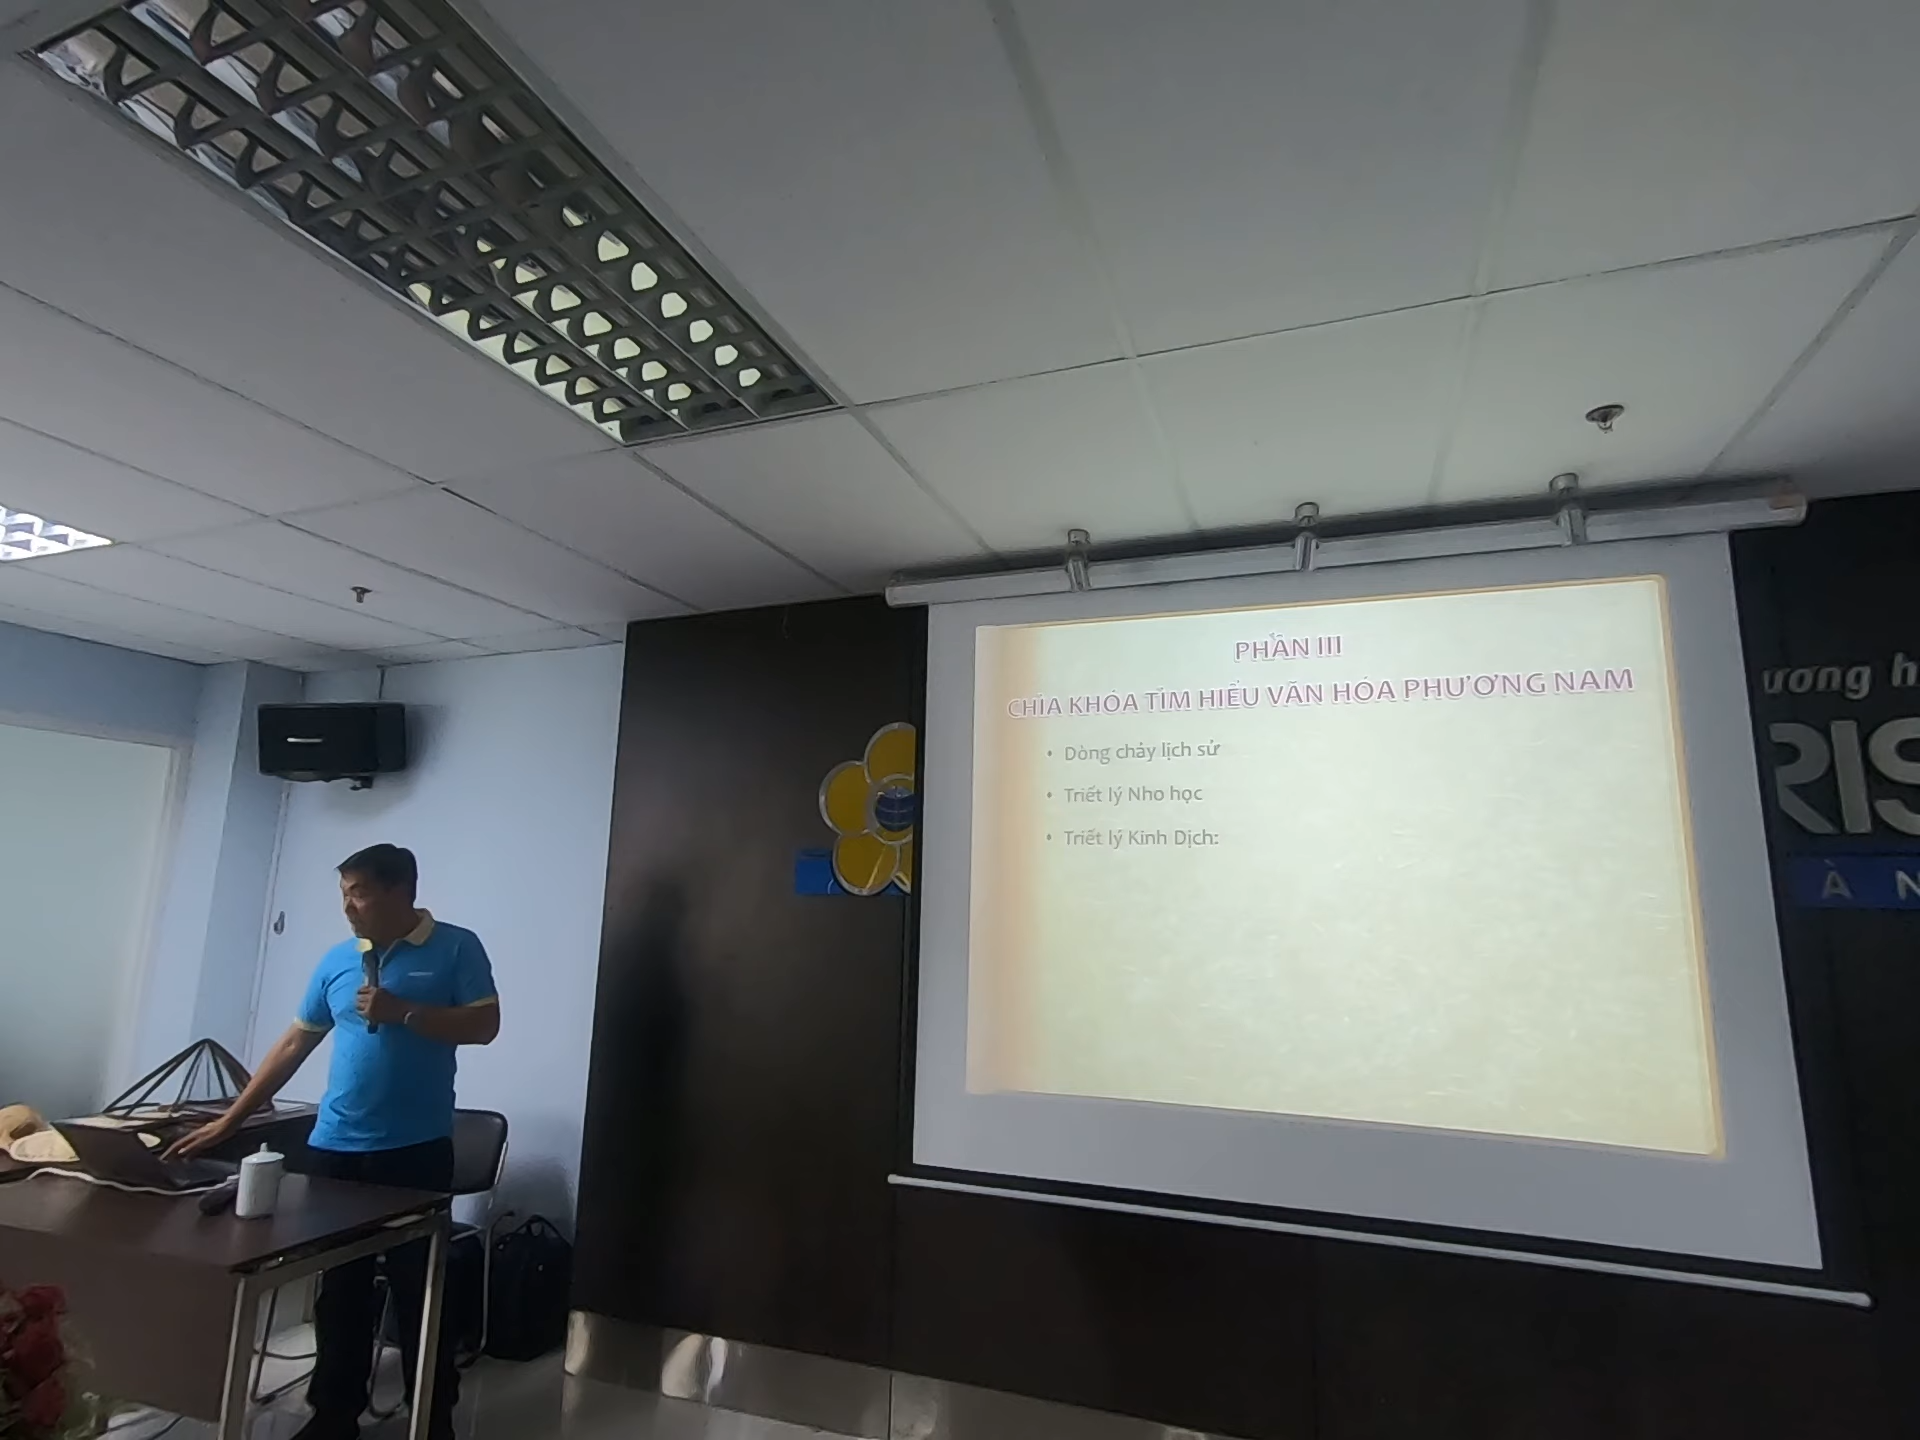 PHẦN III
CHÌA KHÓA TÌM HIỂU VĂN HÓA PHƯƠNG NAM
• Dòng chảy lịch sử
• Triết lý Nho học
• Triết lý Kinh Dịch:
ương h
RIS
À N